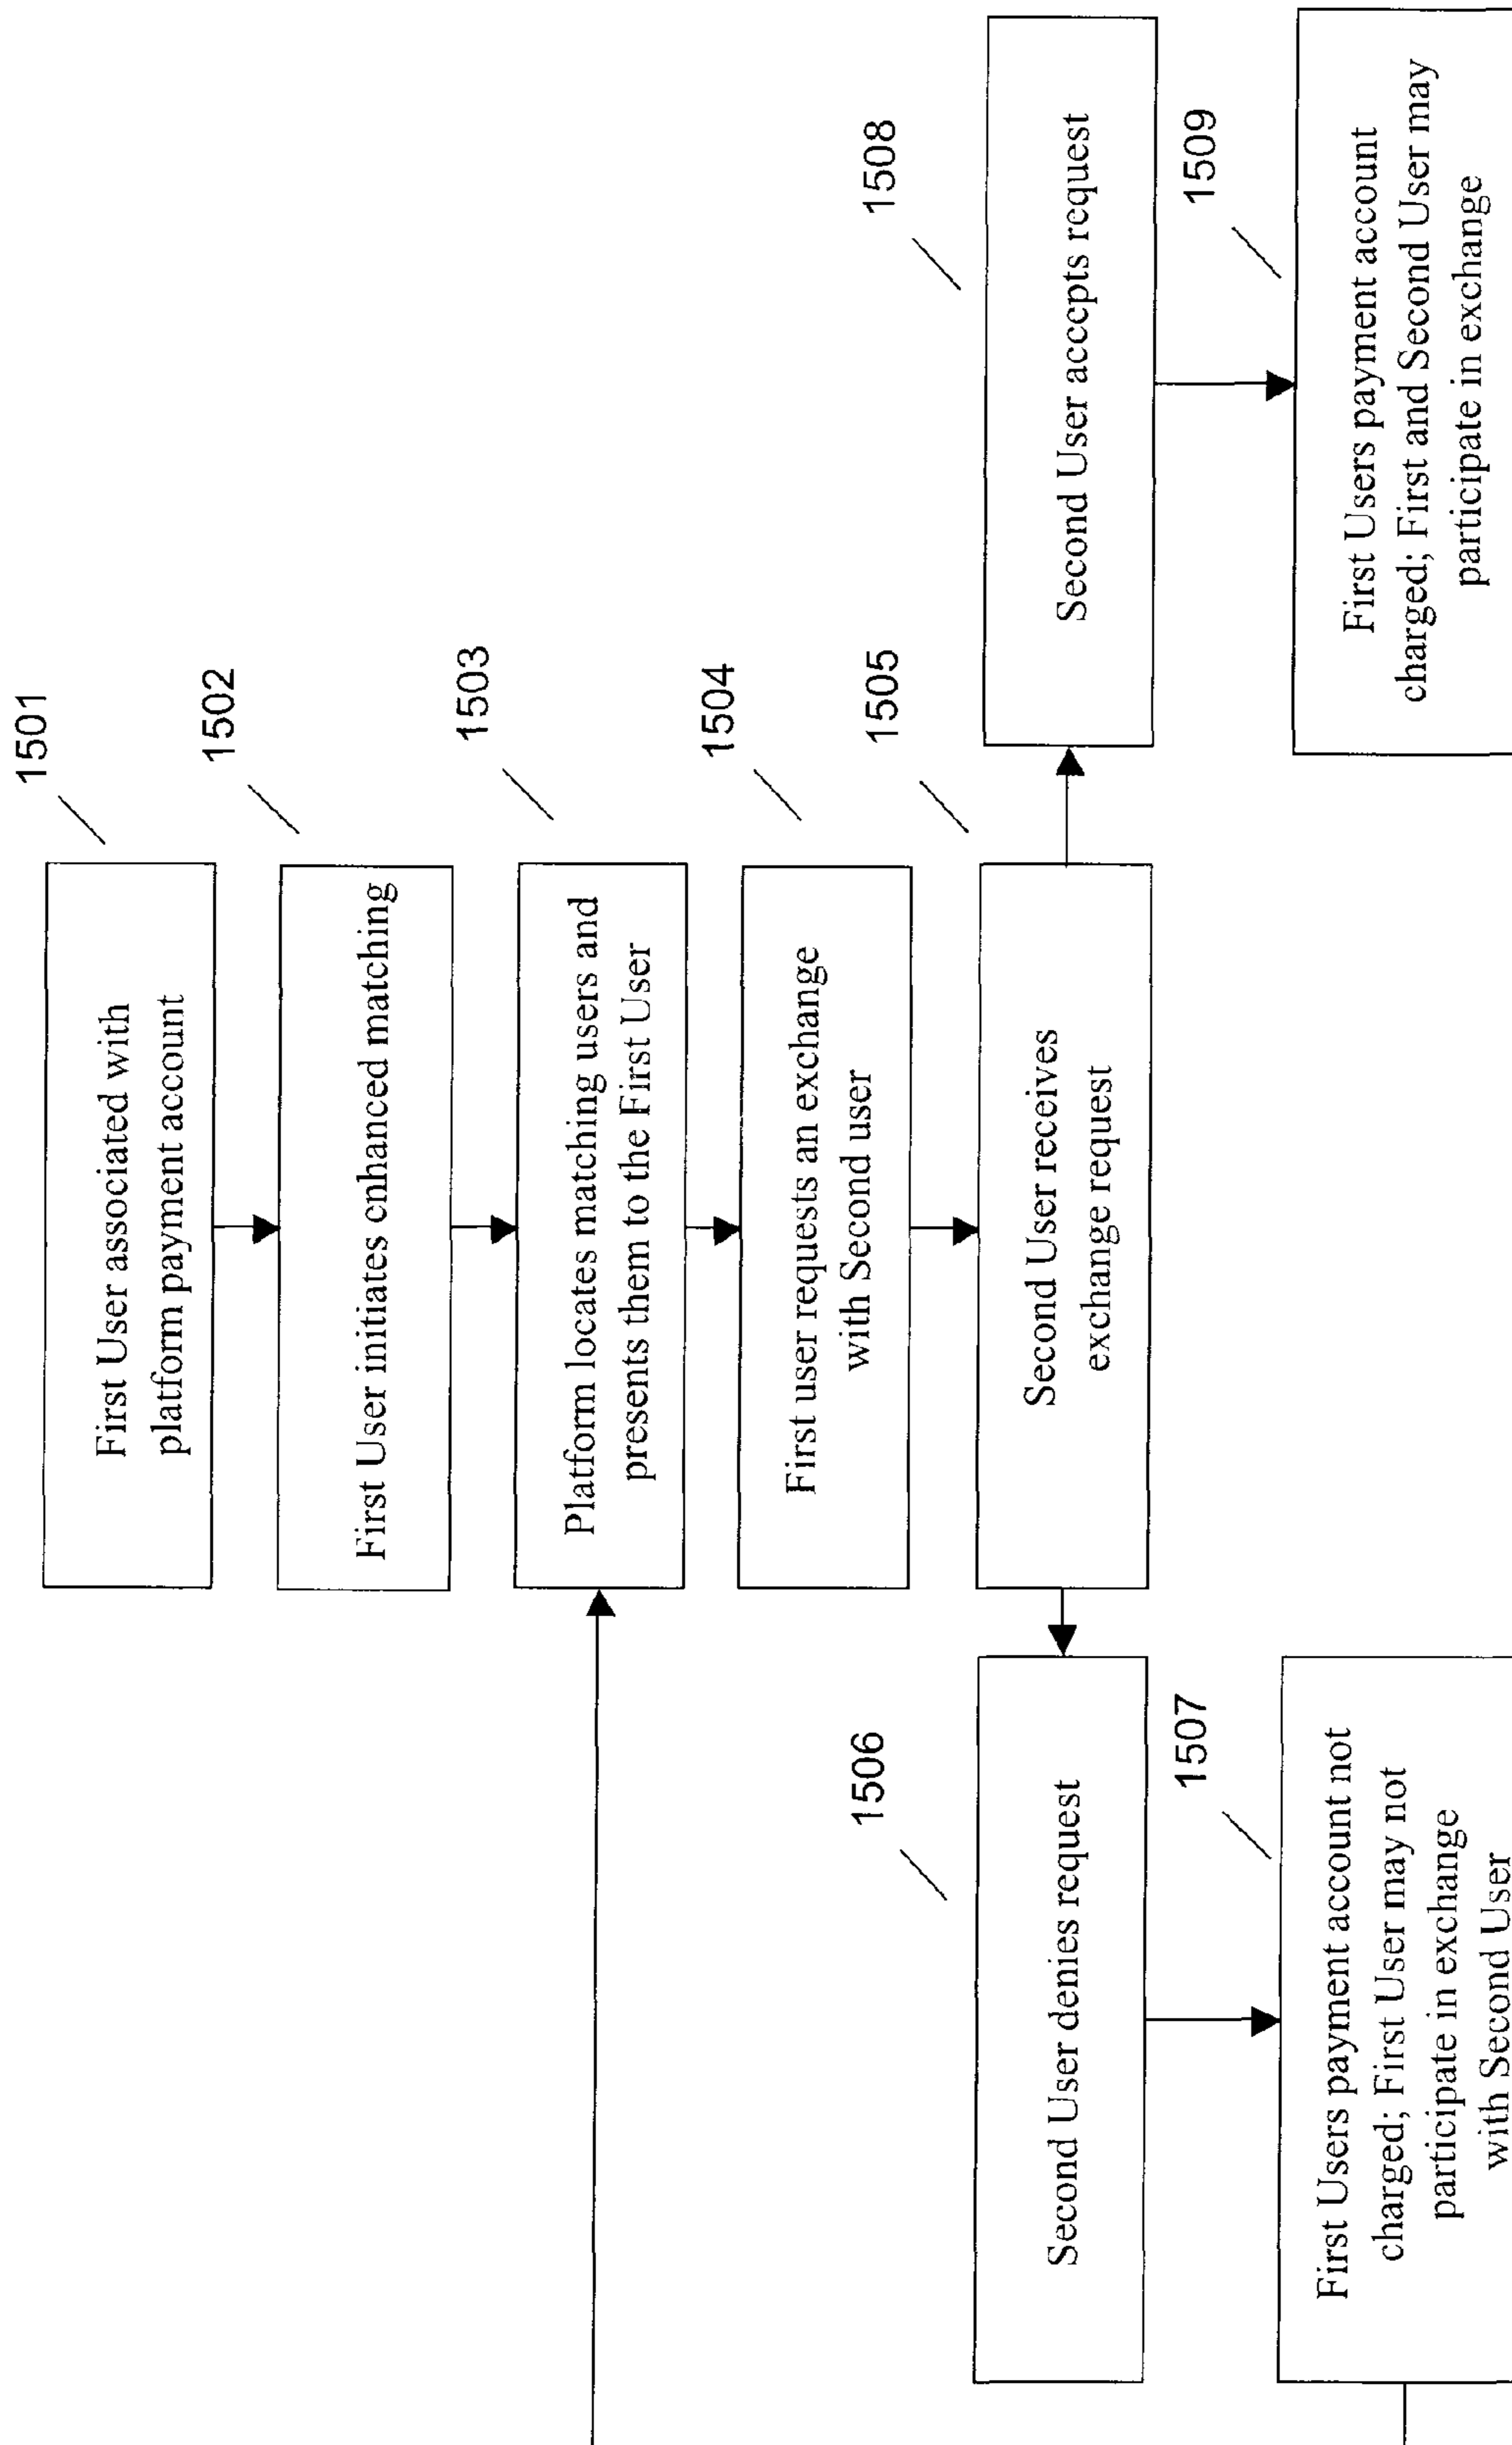 1501
First User associated with
platform payment account
1502
First User initiates enhanced matching
1503
Platform locates matching users and
presents them to the First User
1504
First user requests an exchange
with Second user
1505
Second User receives
exchange request
1506
Second User denies request
1507
First Users payment account not
charged; First User may not
participate in exchange
with Second User
1508
Second User accepts request
1509
First Users payment account
charged; First and Second User may
participate in exchange